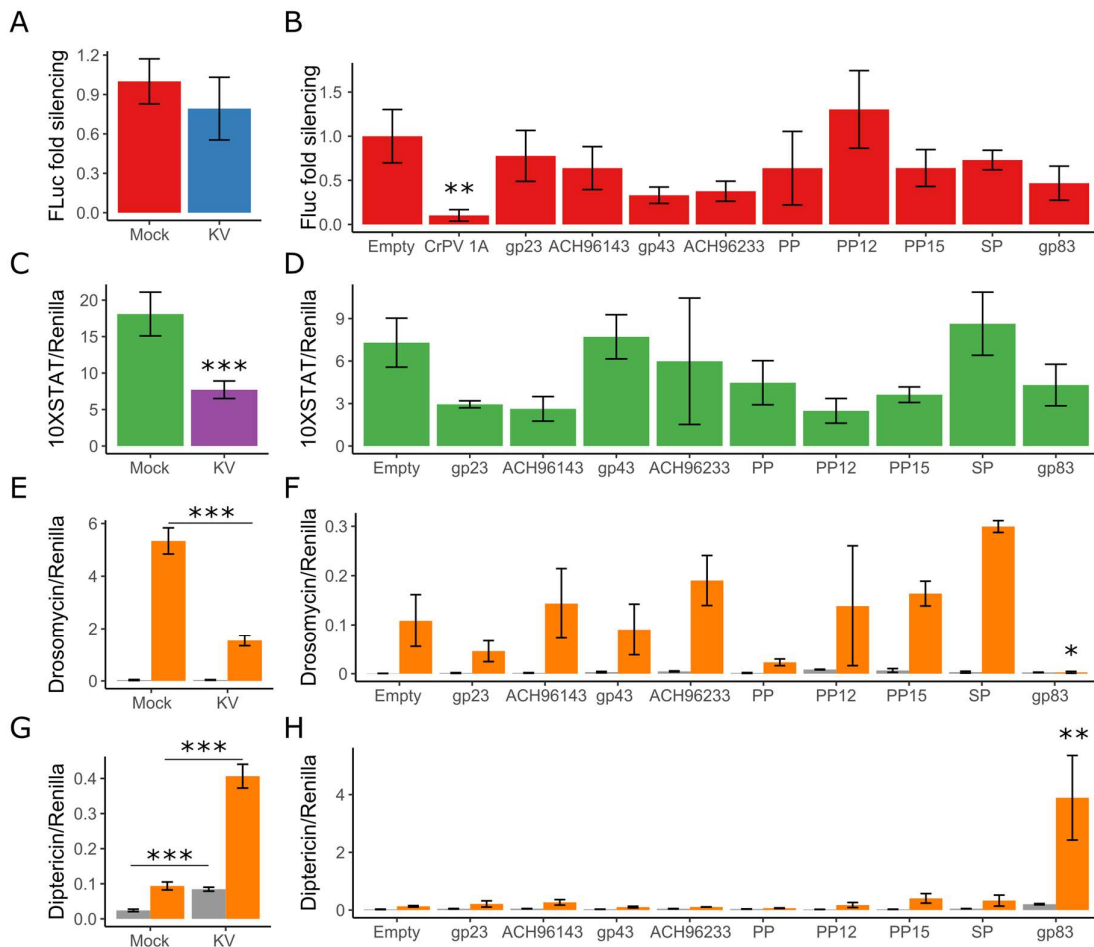 A
FLuc fold silencing
1.2
0.9
0.6
0.3
0.0
Mock KV
B
Fluc fold silencing
1.5
1.0
0.5
0.0
**
Empty CrPV 1A gp23 ACH96143 gp43 ACH96233 PP PP12 PP15 SP gp83
C
10XSTAT/Renilla
20
15
10
5
0
***
Mock KV
D
10XSTAT/Renilla
9
6
3
0
Empty gp23 ACH96143 gp43 ACH96233 PP PP12 PP15 SP gp83
E
Drosomycin/Renilla
6
4
2
0
***
Mock KV
F
Drosomycin/Renilla
0.3
0.2
0.1
0
*
Empty gp23 ACH96143 gp43 ACH96233 PP PP12 PP15 SP gp83
G
Diptericin/Renilla
0.4
0.3
0.2
0.1
0.0
***
***
Mock KV
H
Diptericin/Renilla
4
2
0
**
Empty gp23 ACH96143 gp43 ACH96233 PP PP12 PP15 SP gp83